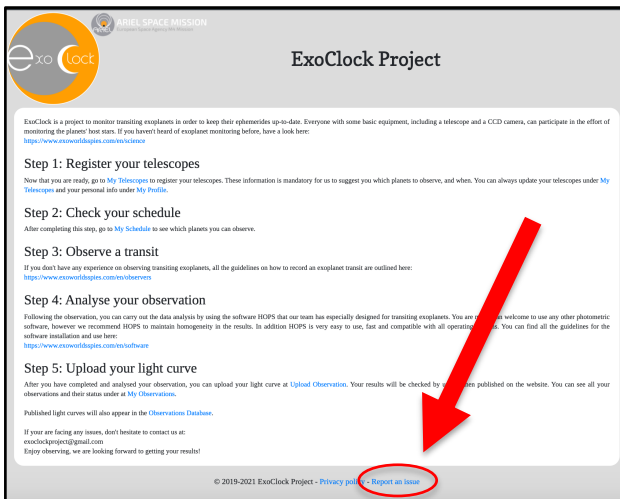 ARIEL SPACE MISSION
European Space Agency M4 Mission
ARIEL
exo Clock
ExoClock Project
ExoClock is a project to monitor transiting exoplanets in order to keep their ephemerides up-to-date. Everyone with some basic equipment, including a telescope and a CCD camera, can participate in the effort of
monitoring the planets' host stars. If you haven't heard of exoplanet monitoring before, have a look here:
https://www.exoworldsspies.com/en/science
Step 1: Register your telescopes
Now that you are ready, go to My Telescopes to register your telescopes. These information is mandatory for us to suggest you which planets to observe, and when. You can always update your telescopes under My
Telescopes and your personal info under My Profile.
Step 2: Check your schedule
After completing this step, go to My Schedule to see which planets you can observe.
Step 3: Observe a transit
If you don't have any experience on observing transiting exoplanets, all the guidelines on how to record an exoplanet transit are outlined here:
https://www.exoworldsspies.com/en/observers
Step 4: Analyse your observation
Following the observation, you can carry out the data analysis by using the software HOPS that our team has especially designed for transiting exoplanets. You are welcome to use any other photometric
software, however we recommend HOPS to maintain homogeneity in the results. In addition HOPS is very easy to use, fast and compatible with all operating You can find all the guidelines for the
software installation and use here:
https://www.exoworldsspies.com/en/software
Step 5: Upload your light curve
After you have completed and analysed your observation, you can upload your light curve at Upload Observation. Your results will be checked by published on the website. You can see all your
observations and their status under at My Observations.
Published light curves will also appear in the Observations Database.
If your are facing any issues, don't hesitate to contact us at:
exoclockproject@gmail.com
Enjoy observing, we are looking forward to getting your results!
© 2019-2021 ExoClock Project - Privacy policy - Report an issue